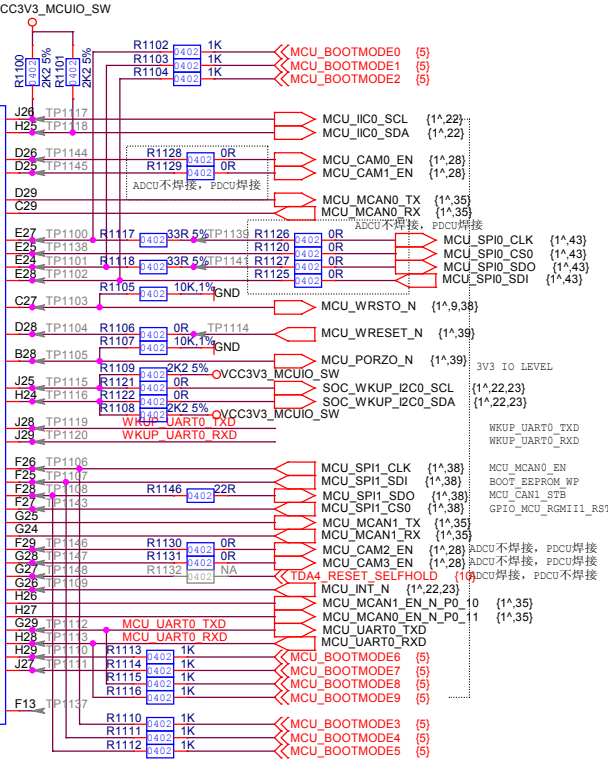 CC3V3_MCUIO_SW
R1100 0402 2K2 5%
R1101 0402 2K2 5%
R1102 0402 1K MCU_BOOTMODE0 {5}
R1103 0402 1K MCU_BOOTMODE1 {5}
R1104 0402 1K MCU_BOOTMODE2 {5}
J26 TP1117 MCU_IIC0_SCL {1^,22}
H25 TP1118 MCU_IIC0_SDA {1^,22}
D26 TP1144 R1128 0402 0R MCU_CAM0_EN {1^,28}
D25 TP1145 R1129 0402 0R MCU_CAM1_EN {1^,28}
ADCU不焊接，PDCU焊接
D29 MCU_MCAN0_TX {1^,35}
C29 MCU_MCAN0_RX {1^,35}
ADCU不焊接，PDCU焊接
E27 TP1100 R1117 0402 33R 5% TP1139 R1126 0402 0R MCU_SPI0_CLK {1^,43}
E25 TP1138 R1120 0402 0R MCU_SPI0_CS0 {1^,43}
E24 TP1101 R1118 0402 33R 5% TP1141 R1127 0402 0R MCU_SPI0_SDO {1^,43}
E28 TP1102 R1125 0402 0R MCU_SPI0_SDI {1^,43}
R1105 0402 10K,1% GND
C27 TP1103 MCU_WRSTO_N {1^,9,38}
D28 TP1104 R1106 0402 0R TP1114 MCU_WRESET_N {1^,39}
R1107 0402 10K,1% GND
B28 TP1105 MCU_PORZO_N {1^,39}
3V3 IO LEVEL
R1109 0402 2K2 5% VCC3V3_MCUIO_SW
J25 TP1115 R1121 0402 0R SOC_WKUP_I2C0_SCL {1^,22,23}
H24 TP1116 R1122 0402 0R SOC_WKUP_I2C0_SDA {1^,22,23}
R1108 0402 2K2 5% VCC3V3_MCUIO_SW
J28 TP1119 WKUP_UART0_TXD WKUP_UART0_TXD
J29 TP1120 WKUP_UART0_RXD WKUP_UART0_RXD
F26 TP1106 MCU_SPI1_CLK {1^,38} MCU_MCAN0_EN
F25 TP1107 MCU_SPI1_SDI {1^,38} BOOT_EEPROM_WP
F28 TP1108 R1146 0402 22R MCU_SPI1_SDO {1^,38} MCU_CAN1_STB
F27 TP1143 MCU_SPI1_CS0 {1^,38} GPIO_MCU_RGMII1_RST
G25 MCU_MCAN1_TX {1^,35}
G24 MCU_MCAN1_RX {1^,35}
F29 TP1146 R1130 0402 0R MCU_CAM2_EN {1^,28} ADCU不焊接，PDCU焊接
G28 TP1147 R1131 0402 0R MCU_CAM3_EN {1^,28} ADCU不焊接，PDCU焊接
G27 TP1148 R1132 0402 NA TDA4_RESET_SELFHOLD {10} ADCU焊接，PDCU不焊接
G26 TP1109 MCU_INT_N {1^,22,23}
H26 MCU_MCAN1_EN_N_P0_10 {1^,35}
H27 MCU_MCAN0_EN_N_P0_11 {1^,35}
G29 TP1112 MCU_UART0_TXD MCU_UART0_TXD
H28 TP1113 MCU_UART0_RXD MCU_UART0_RXD
H29 TP1110 R1113 0402 1K MCU_BOOTMODE6 {5}
J27 TP1111 R1114 0402 1K MCU_BOOTMODE7 {5}
R1115 0402 1K MCU_BOOTMODE8 {5}
R1116 0402 1K MCU_BOOTMODE9 {5}
F13 TP1137
R1110 0402 1K MCU_BOOTMODE3 {5}
R1111 0402 1K MCU_BOOTMODE4 {5}
R1112 0402 1K MCU_BOOTMODE5 {5}